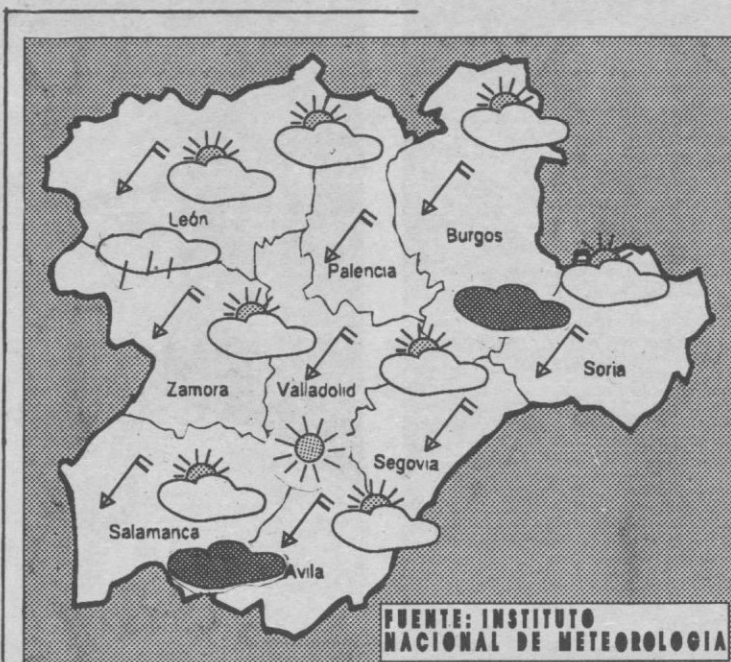 León
Burgos
Palencia
Soria
Zamora
Valladolid
Segovia
Salamanca
Avila
FUENTE: INSTITUTO
NACIONAL DE METEOROLOGIA